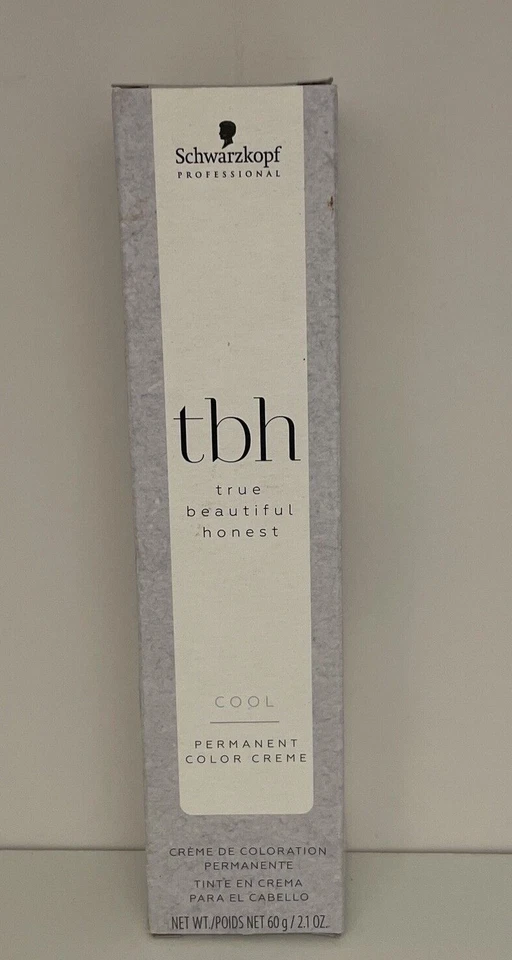 Schwarzkopf
PROFESSIONAL
tbh
true
beautiful
honest
COOL
PERMANENT
COLOR CREME
CRÈME DE COLORATION
PERMANENTE
TINTE EN CREMA
PARA EL CABELLO
NET WT./POIDS NET 60 g / 2.1 OZ.